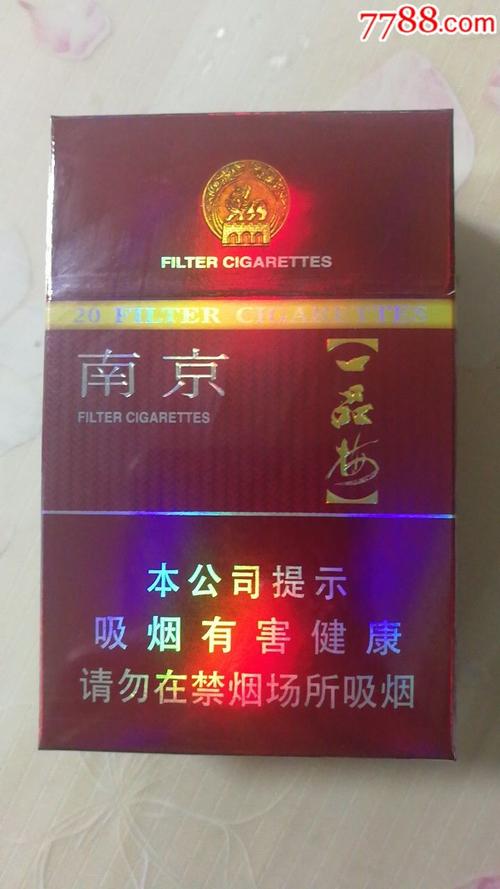 7788.com
FILTER CIGARETTES
20 FILTER CIGARETTES
南京
FILTER CIGARETTES
【一品梅】
本公司提示
吸烟有害健康
请勿在禁烟场所吸烟